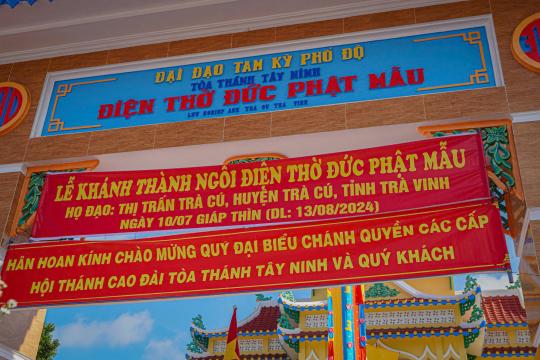 ĐẠI ĐẠO TAM KỲ PHỔ ĐỘ
TÒA THÁNH TÂY NINH
ĐIỆN THỜ ĐỨC PHẬT MẪU
LỄ KHÁNH THÀNH NGÔI ĐIỆN THỜ ĐỨC PHẬT MẪU
HỌ ĐẠO: THỊ TRẤN TRÀ CÚ, HUYỆN TRÀ CÚ, TỈNH TRÀ VINH
NGÀY 10/07 GIÁP THÌN (DL: 13/08/2024)
HÂN HOAN KÍNH CHÀO MỪNG QUÝ ĐẠI BIỂU CHÁNH QUYỀN CÁC CẤP
HỘI THÁNH CAO ĐÀI TÒA THÁNH TÂY NINH VÀ QUÝ KHÁCH